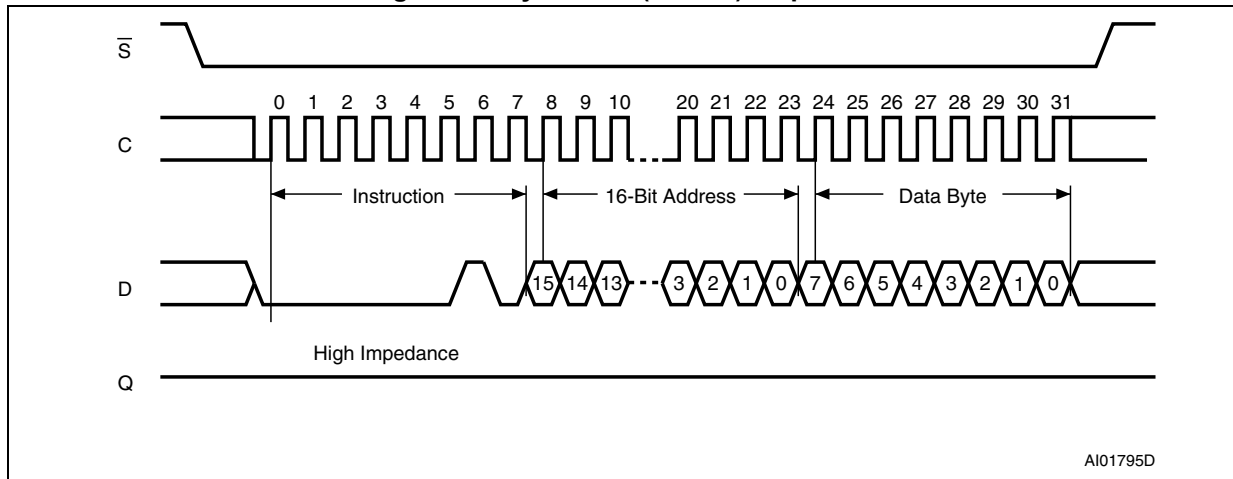 S
0 1 2 3 4 5 6 7 8 9 10 20 21 22 23 24 25 26 27 28 29 30 31
C
Instruction 16-Bit Address Data Byte
D 15 14 13 3 2 1 0 7 6 5 4 3 2 1 0
High Impedance
Q
AI01795D